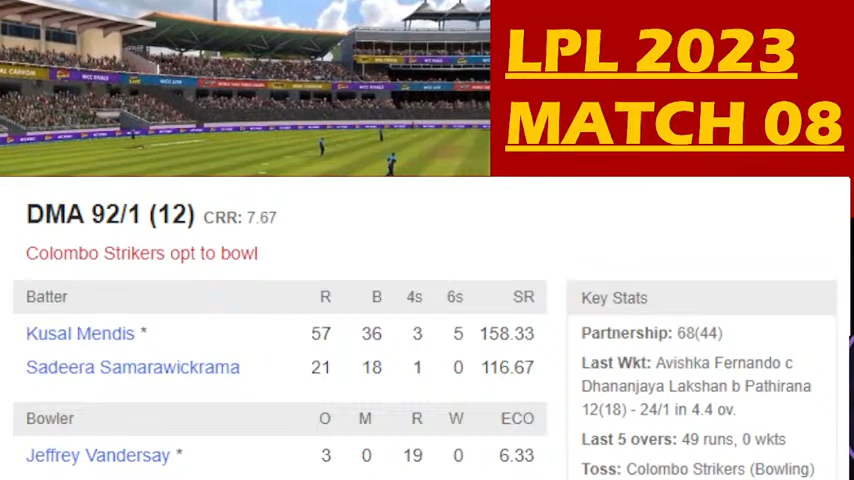 LPL 2023
MATCH 08
DMA 92/1 (12) CRR: 7.67
Colombo Strikers opt to bowl
Batter R B 4s 6s SR
Kusal Mendis * 57 36 3 5 158.33
Sadeera Samarawickrama 21 18 1 0 116.67
Bowler O M R W ECO
Jeffrey Vandersay * 3 0 19 0 6.33
Key Stats
Partnership: 68(44)
Last Wkt: Avishka Fernando c
Dhananjaya Lakshan b Pathirana
12(18) - 24/1 in 4.4 ov.
Last 5 overs: 49 runs, 0 wkts
Toss: Colombo Strikers (Bowling)